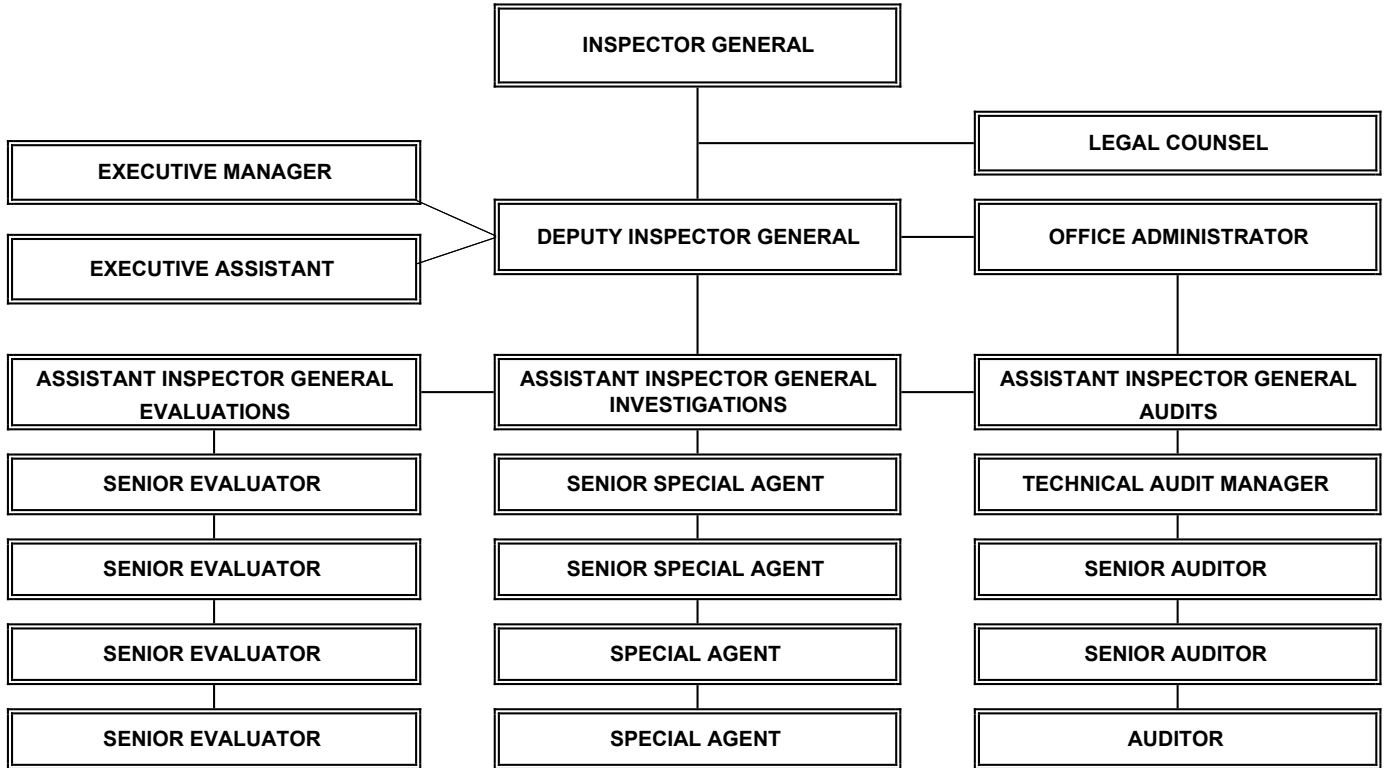 INSPECTOR GENERAL
LEGAL COUNSEL
EXECUTIVE MANAGER
DEPUTY INSPECTOR GENERAL
OFFICE ADMINISTRATOR
EXECUTIVE ASSISTANT
ASSISTANT INSPECTOR GENERAL
EVALUATIONS
ASSISTANT INSPECTOR GENERAL
INVESTIGATIONS
ASSISTANT INSPECTOR GENERAL
AUDITS
SENIOR EVALUATOR
SENIOR SPECIAL AGENT
TECHNICAL AUDIT MANAGER
SENIOR EVALUATOR
SENIOR SPECIAL AGENT
SENIOR AUDITOR
SENIOR EVALUATOR
SPECIAL AGENT
SENIOR AUDITOR
SENIOR EVALUATOR
SPECIAL AGENT
AUDITOR